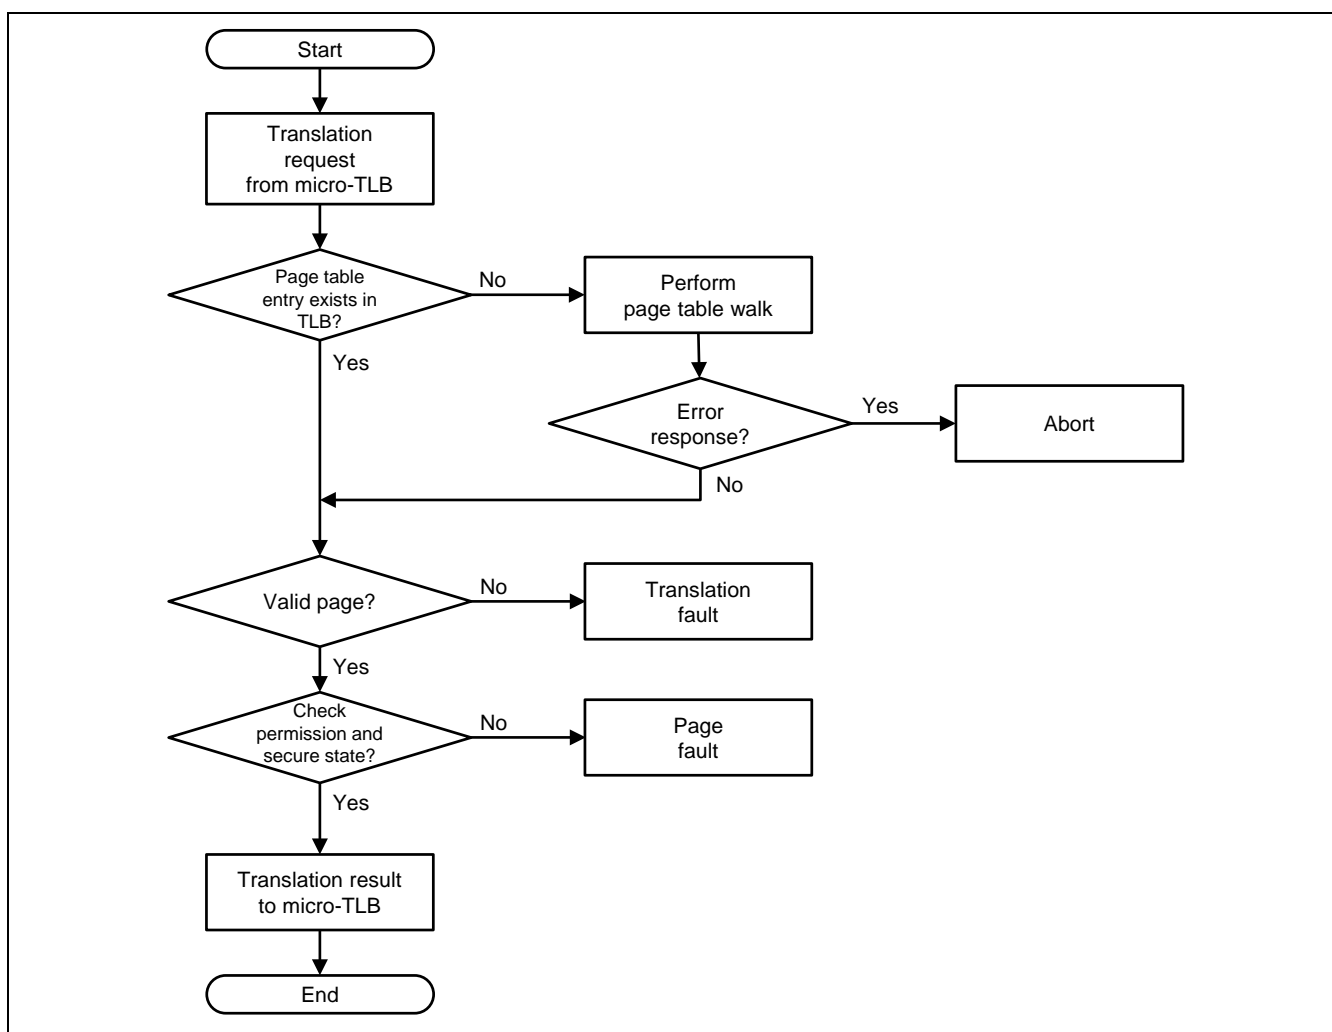 Start
Translation
request
from micro-TLB
Page table
entry exists in
TLB?
No
Perform
page table walk
Yes
Error
response?
Yes
Abort
No
Valid page?
No
Translation
fault
Yes
Check
permission and
secure state?
No
Page
fault
Yes
Translation result
to micro-TLB
End